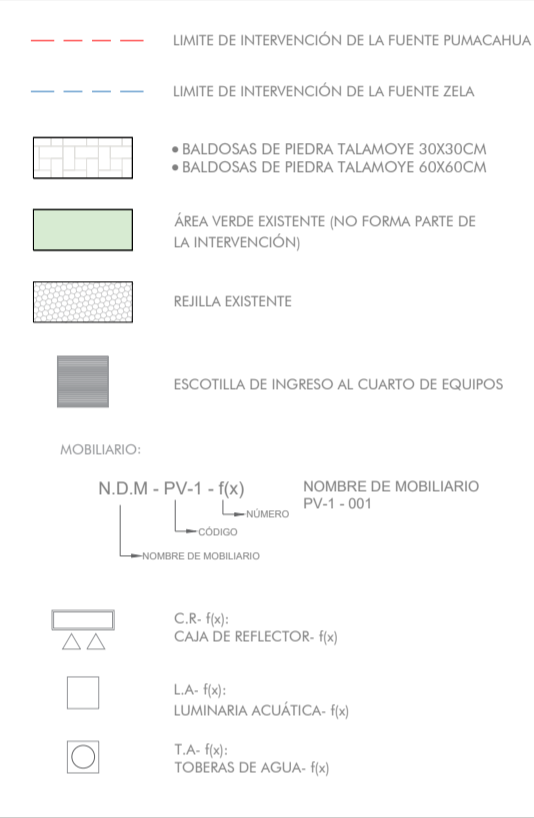 LIMITE DE INTERVENCIÓN DE LA FUENTE PUMACAHUA
LIMITE DE INTERVENCIÓN DE LA FUENTE ZELA
• BALDOSAS DE PIEDRA TALAMOYE 30X30CM
• BALDOSAS DE PIEDRA TALAMOYE 60X60CM
ÁREA VERDE EXISTENTE (NO FORMA PARTE DE
LA INTERVENCIÓN)
REJILLA EXISTENTE
ESCOTILLA DE INGRESO AL CUARTO DE EQUIPOS
MOBILIARIO:
N.D.M - PV-1 - f(x)
NÚMERO
CÓDIGO
NOMBRE DE MOBILIARIO
NOMBRE DE MOBILIARIO
PV-1 - 001
C.R- f(x):
CAJA DE REFLECTOR- f(x)
L.A- f(x):
LUMINARIA ACUÁTICA- f(x)
T.A- f(x):
TOBERAS DE AGUA- f(x)